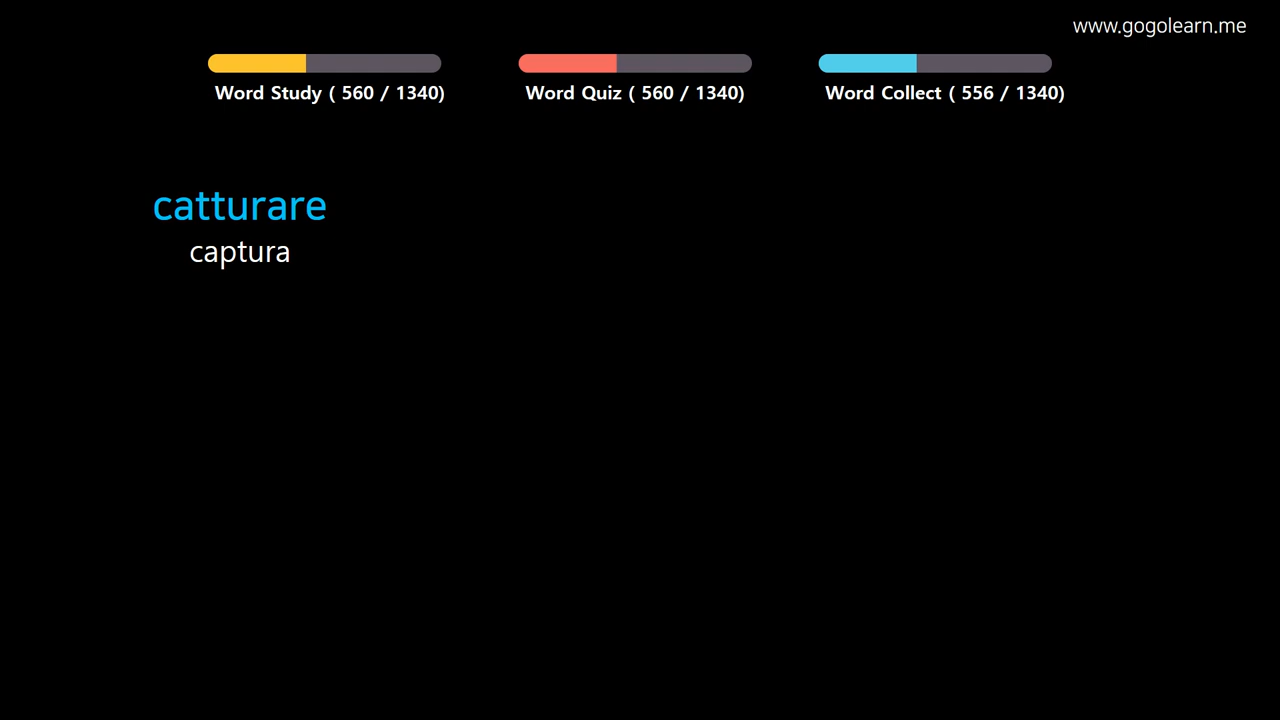 www.gogolearn.me
Word Study ( 560 / 1340)
Word Quiz ( 560 / 1340)
Word Collect ( 556 / 1340)
catturare
captura